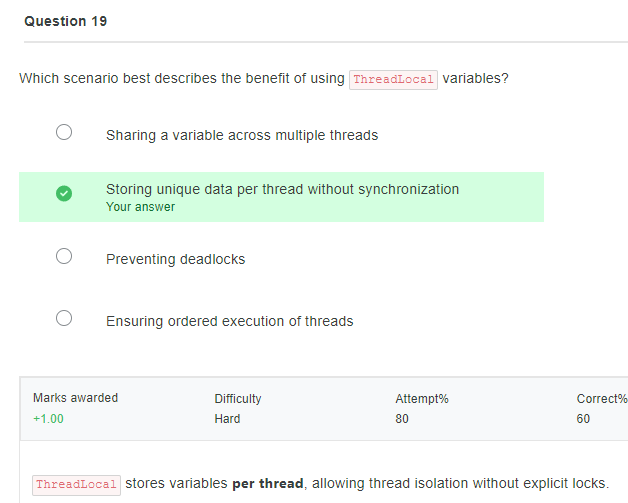 Question 19
Which scenario best describes the benefit of using ThreadLocal variables?
Sharing a variable across multiple threads
Storing unique data per thread without synchronization
Your answer
Preventing deadlocks
Ensuring ordered execution of threads
Marks awarded Difficulty Attempt% Correct%
+1.00 Hard 80 60
ThreadLocal stores variables per thread, allowing thread isolation without explicit locks.